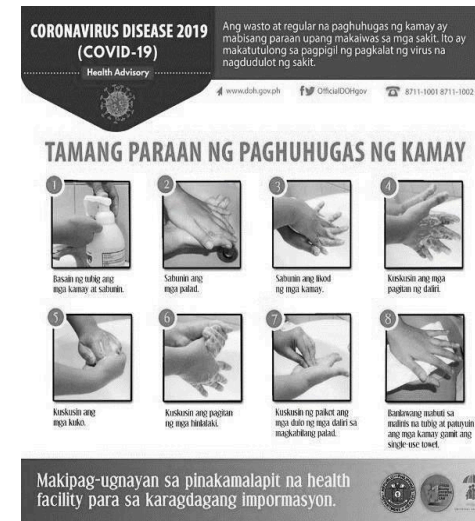 CORONAVIRUS DISEASE 2019
(COVID-19)
Health Advisory
Ang wasto at regular na paghuhugas ng kamay ay
mabisang paraan upang makaiwas sa mga sakit. Ito ay
makatutulong sa pagpigil ng pagkalat ng virus na
nagdudulot ng sakit.
www.doh.gov.ph OfficialDOHgov 8711-1001 8711-1002
TAMANG PARAAN NG PAGHUHUGAS NG KAMAY
1
Basain ng tubig ang
mga kamay at sabunin.
2
Sabunin ang
mga palad.
3
Sabunin ang likod
ng mga kamay.
4
Kuskusin ang mga
pagitan ng daliri.
5
Kuskusin ang
mga kuko.
6
Kuskusin ang pagitan
ng mga hinlalaki.
7
Kuskusin ng paikot ang
mga dulo ng mga daliri sa
magkabilang palad.
8
Banlawang mabuti sa
malinis na tubig at patuyuin
ang mga kamay gamit ang
single-use towel.
Makipag-ugnayan sa pinakamalapit na health
facility para sa karagdagang impormasyon.